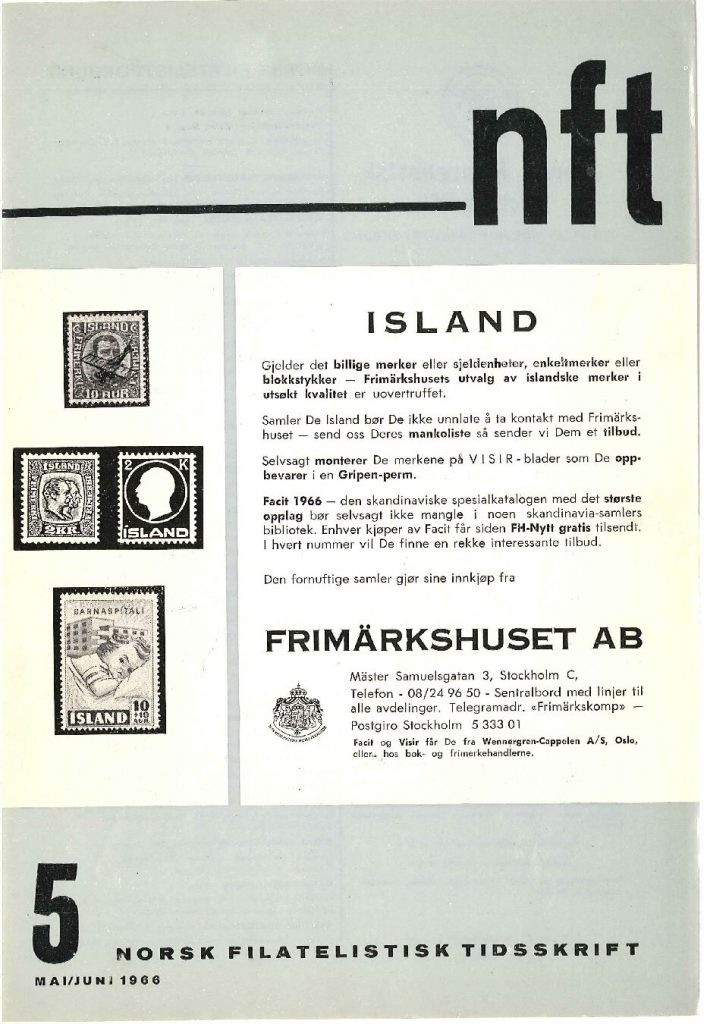 nft
ISLAND
10 AUR
ISLAND
2 KR
2 K
ÍSLAND
BARNASPÍTALI
10
+10
AUR
ISLAND
ISLAND
Gjelder det billige merker eller sjeldenheter, enkeltmerker eller
blokkstykker — Frimärkshusets utvalg av islandske merker i
utsøkt kvalitet er uovertruffet.
Samler De Island bør De ikke unnlate å ta kontakt med Frimärks-
huset — send oss Deres mankoliste så sender vi Dem et tilbud.
Selvsagt monterer De merkene på VISIR-blader som De opp-
bevarer i en Gripen-perm.
Facit 1966 — den skandinaviske spesialkatalogen med det største
opplag bør selvsagt ikke mangle i noen skandinavia-samlers
bibliotek. Enhver kjøper av Facit får siden FH-Nytt gratis tilsendt.
I hvert nummer vil De finne en rekke interessante tilbud.
Den fornuftige samler gjør sine innkjøp fra
FRIMÄRKSHUSET AB
Mäster Samuelsgatan 3, Stockholm C,
Telefon - 08/24 96 50 - Sentralbord med linjer til
alle avdelinger. Telegramadr. «Frimärkskomp» —
Postgiro Stockholm 5 333 01
Facit og Visir får De fra Wennergren-Cappelen A/S, Oslo,
eller.. hos bok- og frimerkehandlerne.
5
NORSK FILATELISTISK TIDSSKRIFT
MAI/JUNI 1966